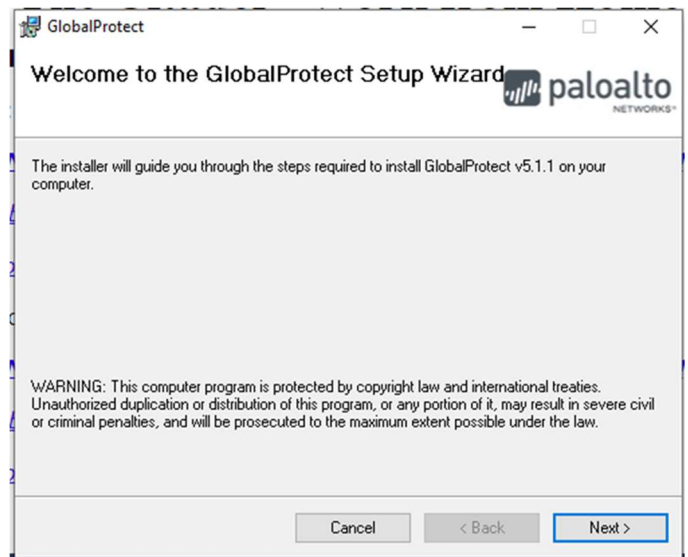 GlobalProtect
Welcome to the GlobalProtect Setup Wizard
paloalto
NETWORKS
The installer will guide you through the steps required to install GlobalProtect v5.1.1 on your
computer.
WARNING: This computer program is protected by copyright law and international treaties.
Unauthorized duplication or distribution of this program, or any portion of it, may result in severe civil
or criminal penalties, and will be prosecuted to the maximum extent possible under the law.
Cancel
< Back
Next >